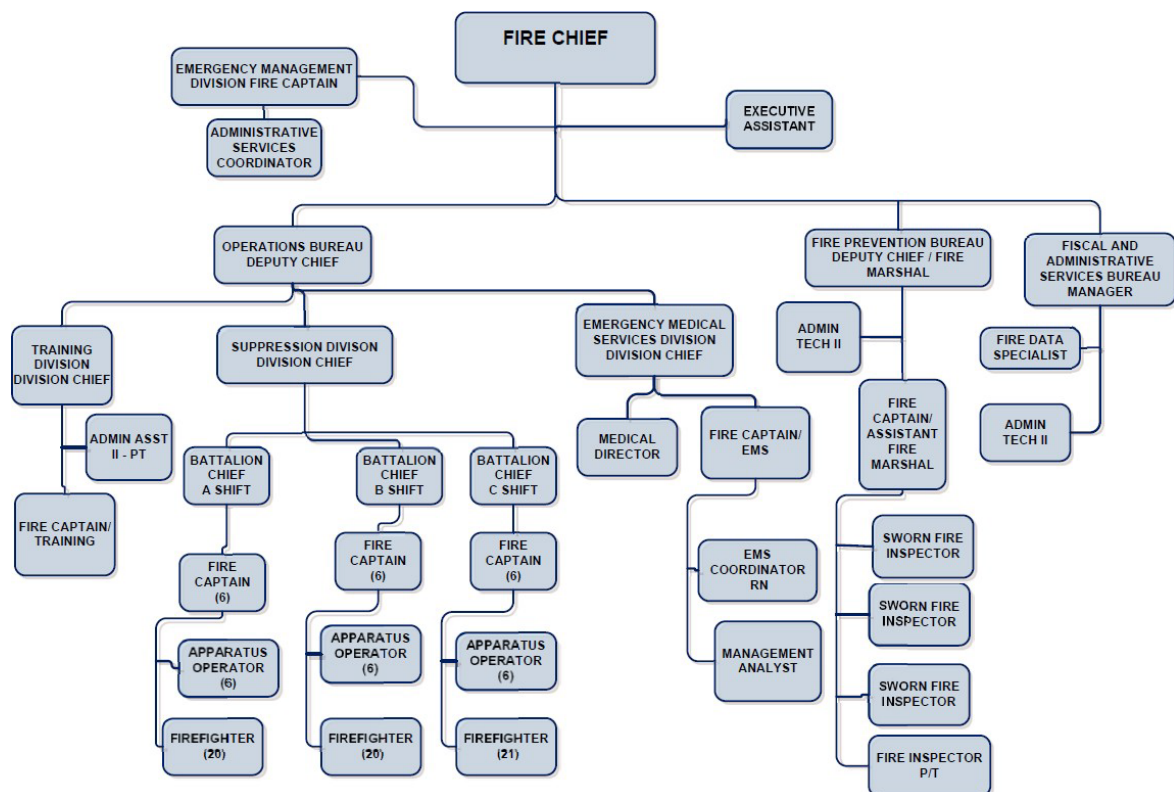 FIRE CHIEF
EMERGENCY MANAGEMENT
DIVISION FIRE CAPTAIN
EXECUTIVE
ASSISTANT
ADMINISTRATIVE
SERVICES
COORDINATOR
OPERATIONS BUREAU
DEPUTY CHIEF
FIRE PREVENTION BUREAU
DEPUTY CHIEF / FIRE
MARSHAL
FISCAL AND
ADMINISTRATIVE
SERVICES BUREAU
MANAGER
TRAINING
DIVISION
DIVISION CHIEF
SUPPRESSION DIVISON
DIVISION CHIEF
EMERGENCY MEDICAL
SERVICES DIVISION
DIVISION CHIEF
ADMIN
TECH II
FIRE DATA
SPECIALIST
ADMIN ASST
II - PT
FIRE CAPTAIN/
TRAINING
BATTALION
CHIEF
A SHIFT
BATTALION
CHIEF
B SHIFT
BATTALION
CHIEF
C SHIFT
MEDICAL
DIRECTOR
FIRE CAPTAIN/
EMS
FIRE
CAPTAIN/
ASSISTANT
FIRE
MARSHAL
ADMIN
TECH II
FIRE
CAPTAIN
(6)
FIRE
CAPTAIN
(6)
FIRE
CAPTAIN
(6)
EMS
COORDINATOR
RN
SWORN FIRE
INSPECTOR
SWORN FIRE
INSPECTOR
APPARATUS
OPERATOR
(6)
APPARATUS
OPERATOR
(6)
APPARATUS
OPERATOR
(6)
MANAGEMENT
ANALYST
SWORN FIRE
INSPECTOR
FIREFIGHTER
(20)
FIREFIGHTER
(20)
FIREFIGHTER
(21)
FIRE INSPECTOR
P/T